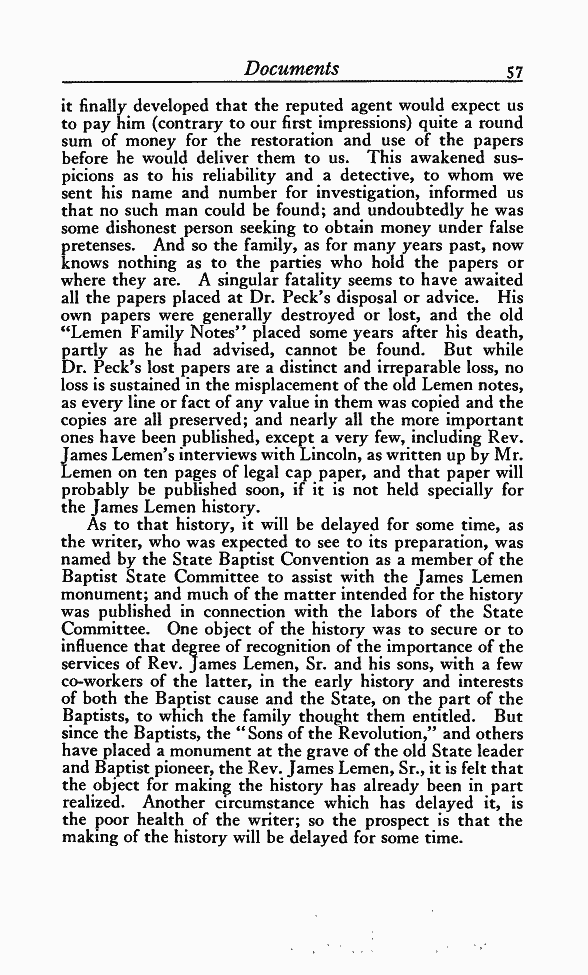 Documents 57
it finally developed that the reputed agent would expect us
to pay him (contrary to our first impressions) quite a round
sum of money for the restoration and use of the papers
before he would deliver them to us. This awakened sus-
picions as to his reliability and a detective, to whom we
sent his name and number for investigation, informed us
that no such man could be found; and undoubtedly he was
some dishonest person seeking to obtain money under false
pretenses. And so the family, as for many years past, now
knows nothing as to the parties who hold the papers or
where they are. A singular fatality seems to have awaited
all the papers placed at Dr. Peck's disposal or advice. His
own papers were generally destroyed or lost, and the old
"Lemen Family Notes" placed some years after his death,
partly as he had advised, cannot be found. But while
Dr. Peck's lost papers are a distinct and irreparable loss, no
loss is sustained in the misplacement of the old Lemen notes,
as every line or fact of any value in them was copied and the
copies are all preserved; and nearly all the more important
ones have been published, except a very few, including Rev.
James Lemen's interviews with Lincoln, as written up by Mr.
Lemen on ten pages of legal cap paper, and that paper will
probably be published soon, if it is not held specially for
the James Lemen history.
As to that history, it will be delayed for some time, as
the writer, who was expected to see to its preparation, was
named by the State Baptist Convention as a member of the
Baptist State Committee to assist with the James Lemen
monument; and much of the matter intended for the history
was published in connection with the labors of the State
Committee. One object of the history was to secure or to
influence that degree of recognition of the importance of the
services of Rev. James Lemen, Sr. and his sons, with a few
co-workers of the latter, in the early history and interests
of both the Baptist cause and the State, on the part of the
Baptists, to which the family thought them entitled. But
since the Baptists, the "Sons of the Revolution," and others
have placed a monument at the grave of the old State leader
and Baptist pioneer, the Rev. James Lemen, Sr., it is felt that
the object for making the history has already been in part
realized. Another circumstance which has delayed it, is
the poor health of the writer; so the prospect is that the
making of the history will be delayed for some time.